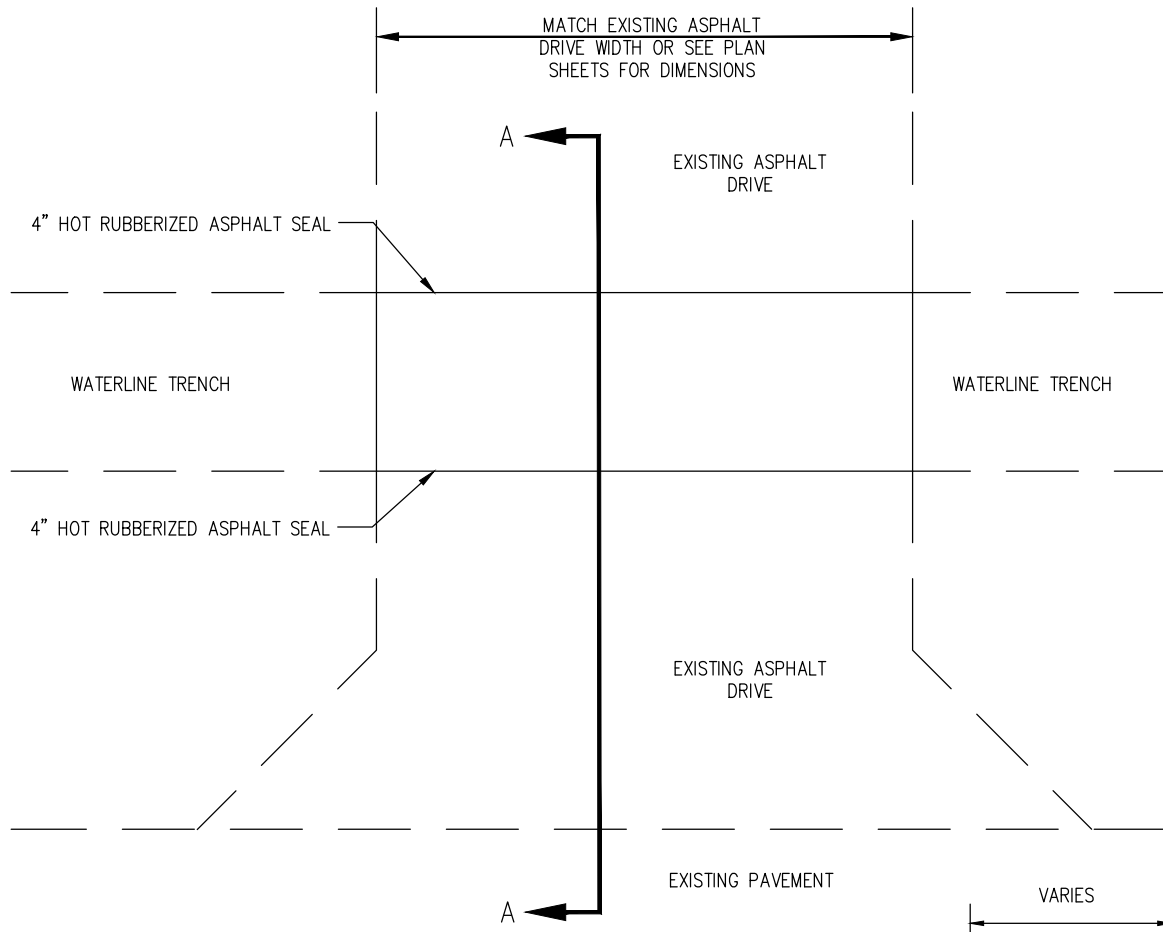 MATCH EXISTING ASPHALT
DRIVE WIDTH OR SEE PLAN
SHEETS FOR DIMENSIONS
A
EXISTING ASPHALT
DRIVE
4" HOT RUBBERIZED ASPHALT SEAL
WATERLINE TRENCH
WATERLINE TRENCH
4" HOT RUBBERIZED ASPHALT SEAL
EXISTING ASPHALT
DRIVE
EXISTING PAVEMENT
VARIES
A